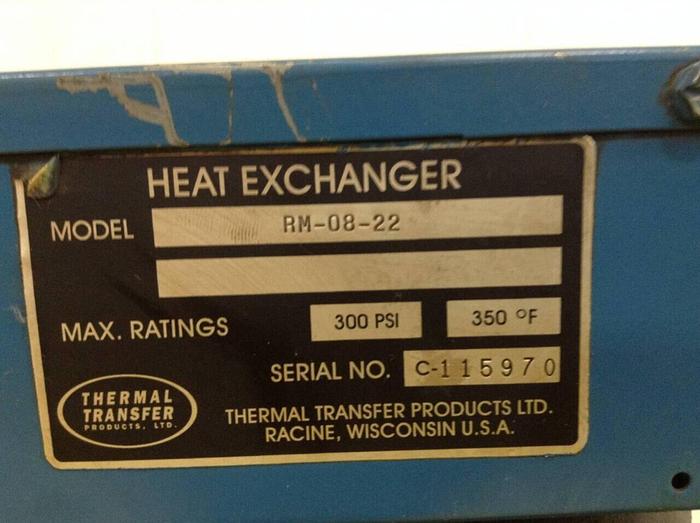 HEAT EXCHANGER
MODEL RM-08-22
MAX. RATINGS 300 PSI 350 °F
SERIAL NO. C-115970
THERMAL
TRANSFER
PRODUCTS, LTD.
THERMAL TRANSFER PRODUCTS LTD.
RACINE, WISCONSIN U.S.A.